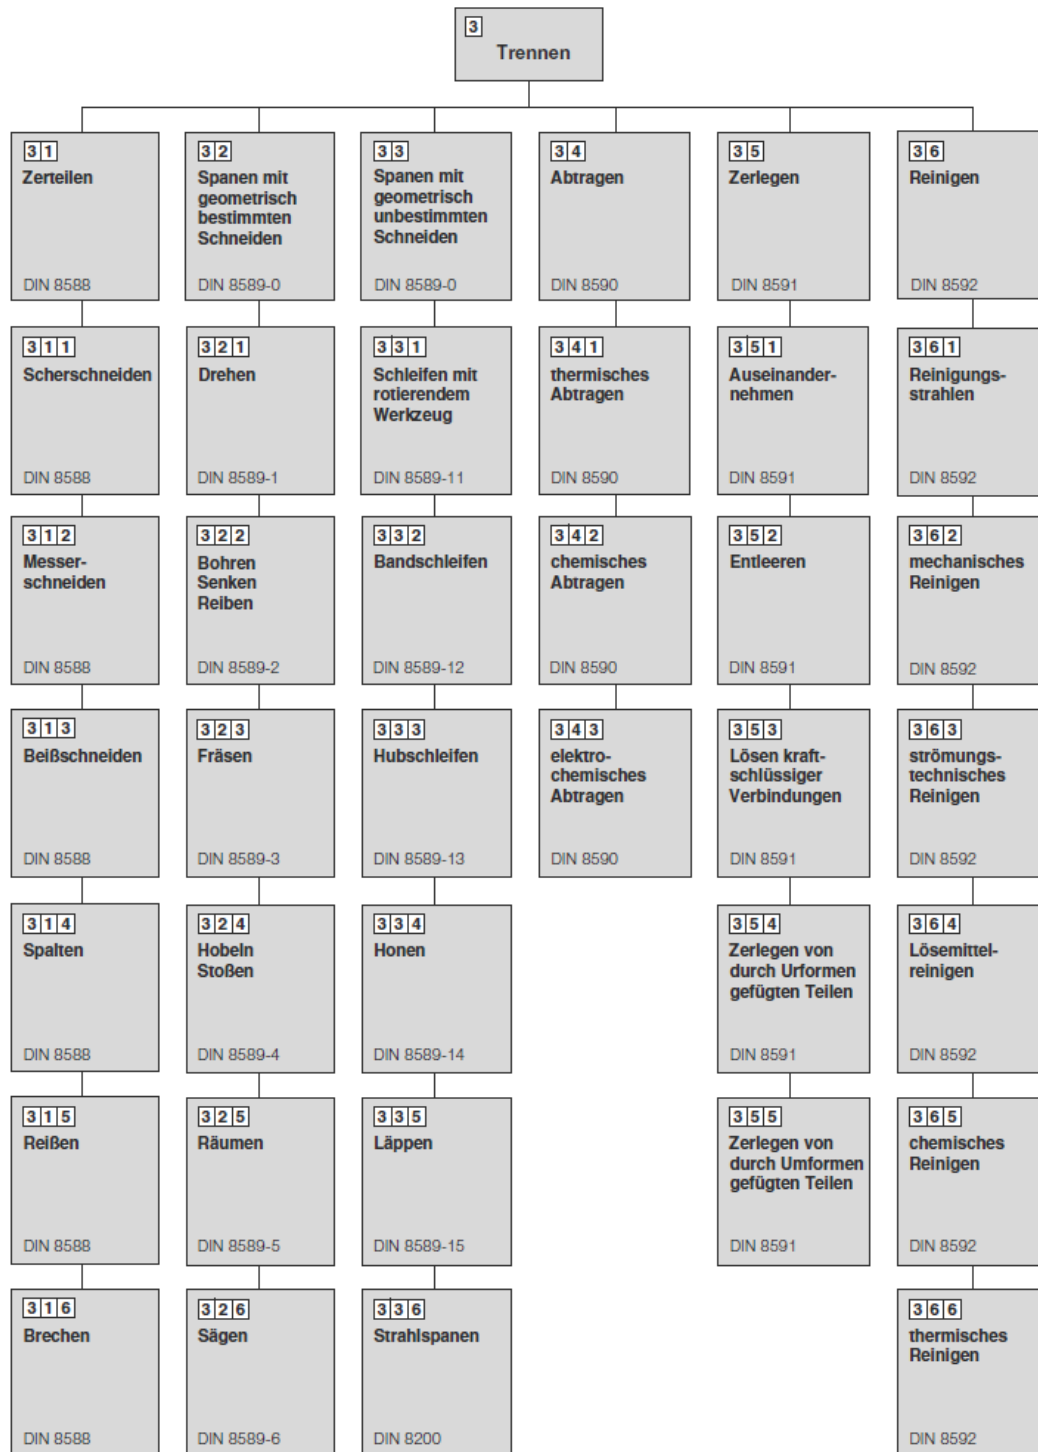 3
Trennen
3 1
Zerteilen
DIN 8588
3 2
Spanen mit
geometrisch
bestimmten
Schneiden
DIN 8589-0
3 3
Spanen mit
geometrisch
unbestimmten
Schneiden
DIN 8589-0
3 4
Abtragen
DIN 8590
3 5
Zerlegen
DIN 8591
3 6
Reinigen
DIN 8592
3 1 1
Scherschneiden
DIN 8588
3 2 1
Drehen
DIN 8589-1
3 3 1
Schleifen mit
rotierendem
Werkzeug
DIN 8589-11
3 4 1
thermisches
Abtragen
DIN 8590
3 5 1
Auseinander-
nehmen
DIN 8591
3 6 1
Reinigungs-
strahlen
DIN 8592
3 1 2
Messer-
schneiden
DIN 8588
3 2 2
Bohren
Senken
Reiben
DIN 8589-2
3 3 2
Bandschleifen
DIN 8589-12
3 4 2
chemisches
Abtragen
DIN 8590
3 5 2
Entleeren
DIN 8591
3 6 2
mechanisches
Reinigen
DIN 8592
3 1 3
Beißschneiden
DIN 8588
3 2 3
Fräsen
DIN 8589-3
3 3 3
Hubschleifen
DIN 8589-13
3 4 3
elektro-
chemisches
Abtragen
DIN 8590
3 5 3
Lösen kraft-
schlüssiger
Verbindungen
DIN 8591
3 6 3
strömungs-
technisches
Reinigen
DIN 8592
3 1 4
Spalten
DIN 8588
3 2 4
Hobeln
Stoßen
DIN 8589-4
3 3 4
Honen
DIN 8589-14
3 5 4
Zerlegen von
durch Urformen
gefügten Teilen
DIN 8591
3 6 4
Lösemittel-
reinigen
DIN 8592
3 1 5
Reißen
DIN 8588
3 2 5
Räumen
DIN 8589-5
3 3 5
Läppen
DIN 8589-15
3 5 5
Zerlegen von
durch Umformen
gefügten Teilen
DIN 8591
3 6 5
chemisches
Reinigen
DIN 8592
3 1 6
Brechen
DIN 8588
3 2 6
Sägen
DIN 8589-6
3 3 6
Strahlspanen
DIN 8200
3 6 6
thermisches
Reinigen
DIN 8592